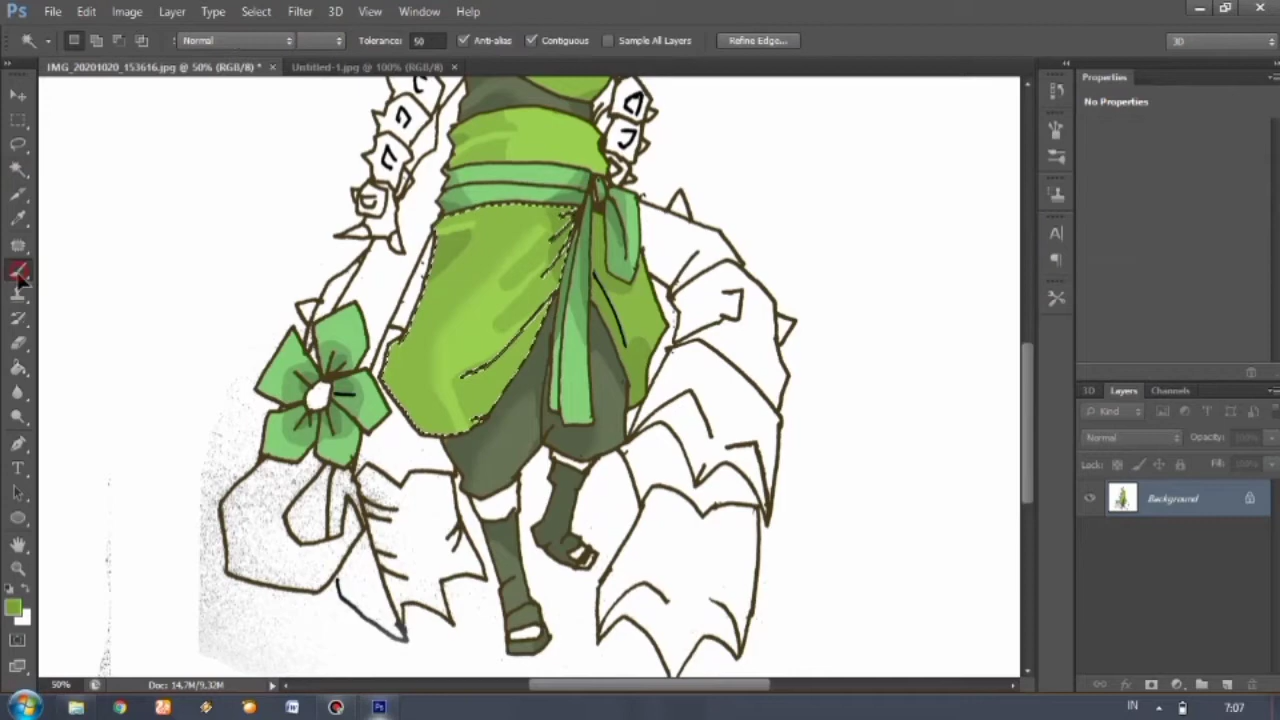 Ps File Edit Image Layer Type Select Filter 3D View Window Help
Normal Tolerance: 50 Anti-alias Contiguous Sample All Layers Refine Edge... 3D
IMG_20201020_153616.jpg @ 50% (RGB/8) * × Untitled-1.jpg @ 100% (RGB/8) ×
Properties
No Properties
3D Layers Channels
Kind
Normal Opacity: 100%
Lock: Fill: 100%
Background
50% Doc: 14,7M/9,32M
IN 7:07